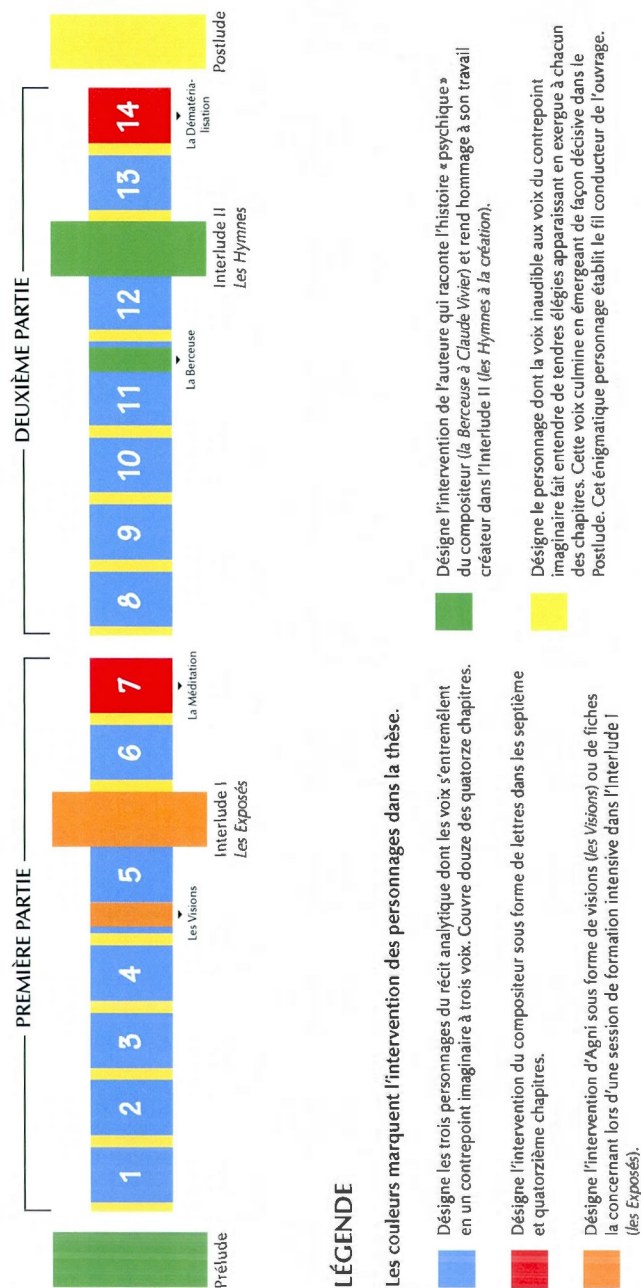 PREMIÈRE PARTIE
DEUXIÈME PARTIE
1
2
3
4
5
6
7
8
9
10
11
12
13
14
Prélude
Les Visions
Interlude I
Les Exposés
La Méditation
La Berceuse
Interlude II
Les Hymnes
La Dématéria-
lisation
Postlude
LÉGENDE
Les couleurs marquent l'intervention des personnages dans la thèse.
Désigne les trois personnages du récit analytique dont les voix s'entremêlent
en un contrepoint imaginaire à trois voix. Couvre douze des quatorze chapitres.
Désigne l'intervention du compositeur sous forme de lettres dans les septième
et quatorzième chapitres.
Désigne l'intervention d'Agni sous forme de visions (les Visions) ou de fiches
la concernant lors d'une session de formation intensive dans l'Interlude I
(les Exposés).
Désigne l'intervention de l'auteure qui raconte l'histoire « psychique »
du compositeur (la Berceuse à Claude Vivier) et rend hommage à son travail
créateur dans l'Interlude II (les Hymnes à la création).
Désigne le personnage dont la voix inaudible aux voix du contrepoint
imaginaire fait entendre de tendres élégies apparaissant en exergue à chacun
des chapitres. Cette voix culmine en émergeant de façon décisive dans le
Postlude. Cet énigmatique personnage établit le fil conducteur de l'ouvrage.